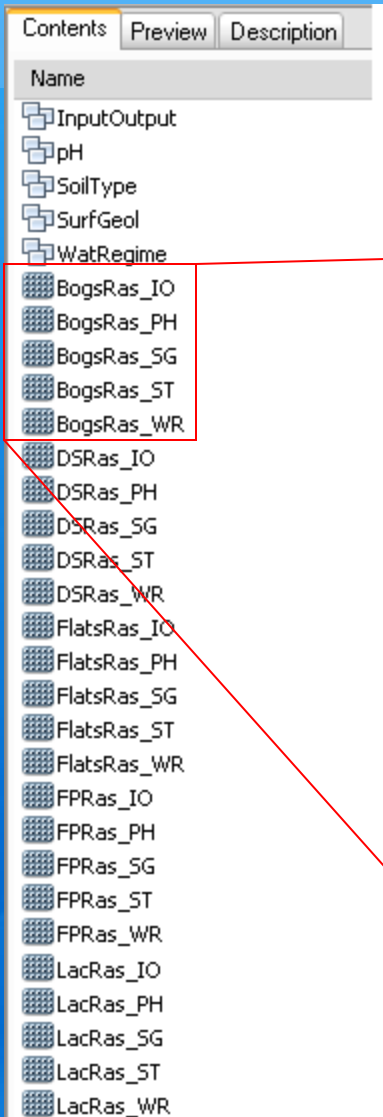 Contents Preview Description
Name
InputOutput
pH
SoilType
SurfGeol
WatRegime
BogsRas_IO
BogsRas_PH
BogsRas_SG
BogsRas_ST
BogsRas_WR
DSRas_IO
DSRas_PH
DSRas_SG
DSRas_ST
DSRas_WR
FlatsRas_IO
FlatsRas_PH
FlatsRas_SG
FlatsRas_ST
FlatsRas_WR
FPRas_IO
FPRas_PH
FPRas_SG
FPRas_ST
FPRas_WR
LacRas_IO
LacRas_PH
LacRas_SG
LacRas_ST
LacRas_WR